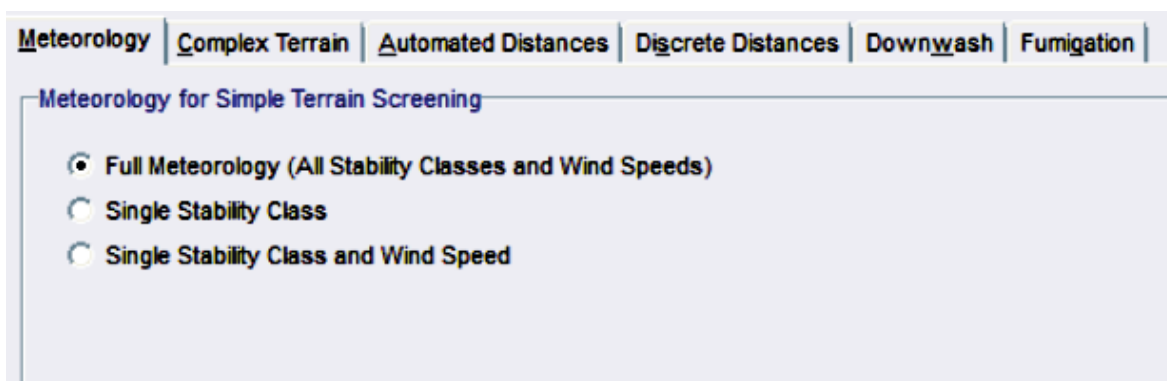 Meteorology Complex Terrain Automated Distances Discrete Distances Downwash Fumigation
Meteorology for Simple Terrain Screening
Full Meteorology (All Stability Classes and Wind Speeds)
Single Stability Class
Single Stability Class and Wind Speed